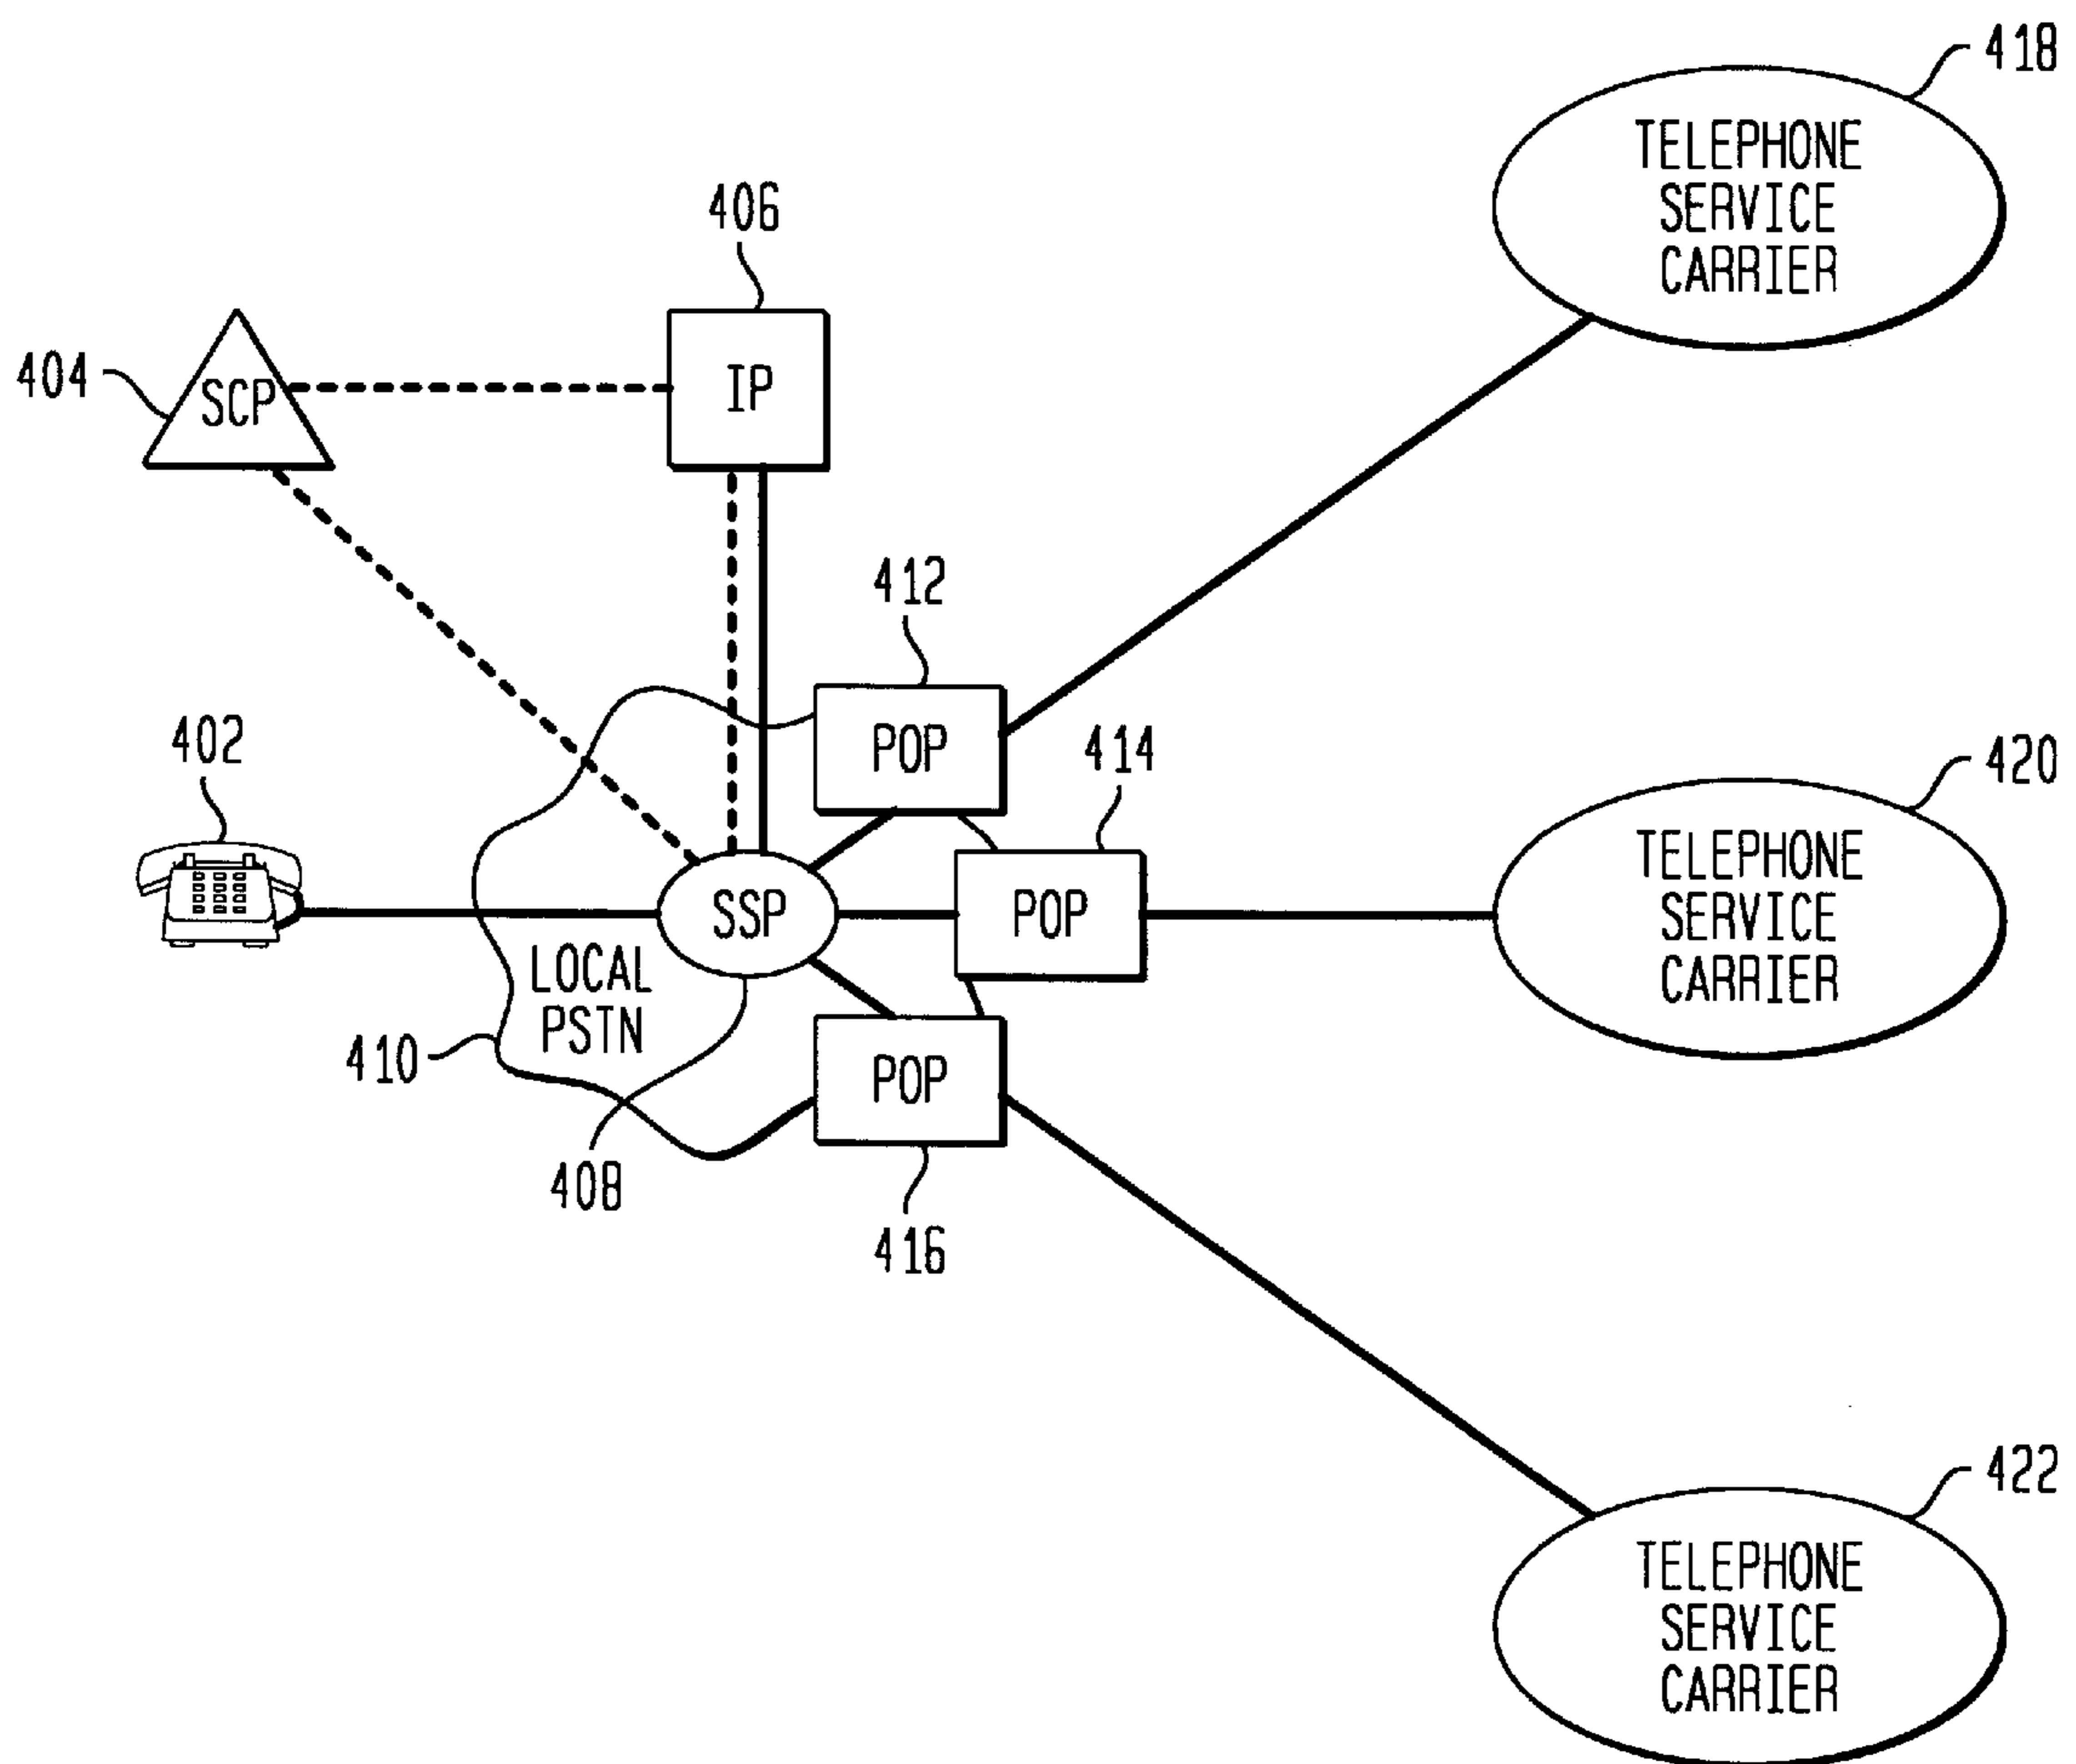 418
TELEPHONE
SERVICE
CARRIER
406
404
SCP
IP
412
POP
414
402
420
TELEPHONE
SERVICE
CARRIER
SSP
POP
LOCAL
PSTN
410
POP
408
416
422
TELEPHONE
SERVICE
CARRIER